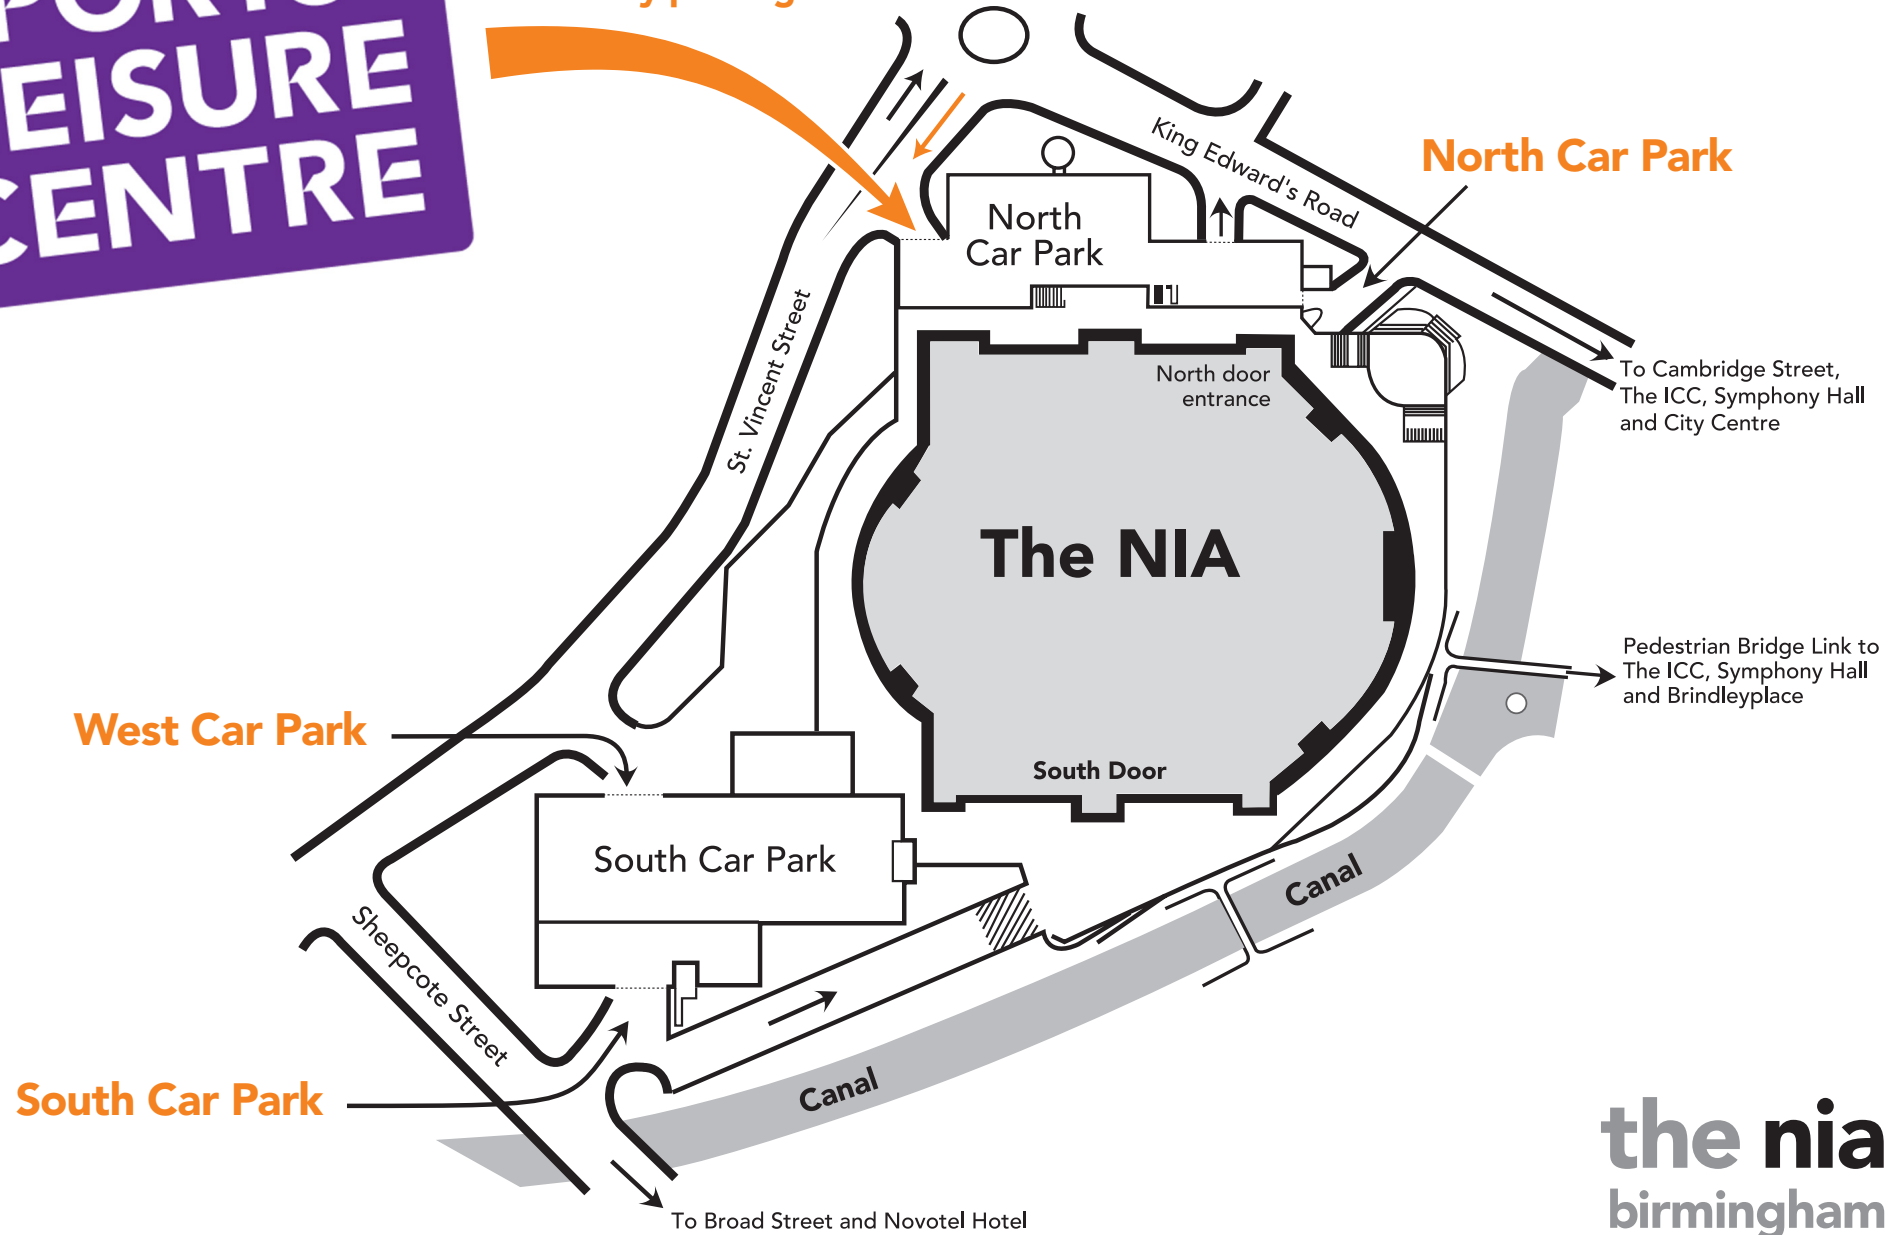 EISURE
CENTRE
King Edward's Road
North Car Park
North
Car Park
St. Vincent Street
North door
entrance
To Cambridge Street,
The ICC, Symphony Hall
and City Centre
The NIA
Pedestrian Bridge Link to
The ICC, Symphony Hall
and Brindleyplace
West Car Park
South Door
South Car Park
Canal
Sheepcote Street
South Car Park
Canal
To Broad Street and Novotel Hotel
the nia
birmingham